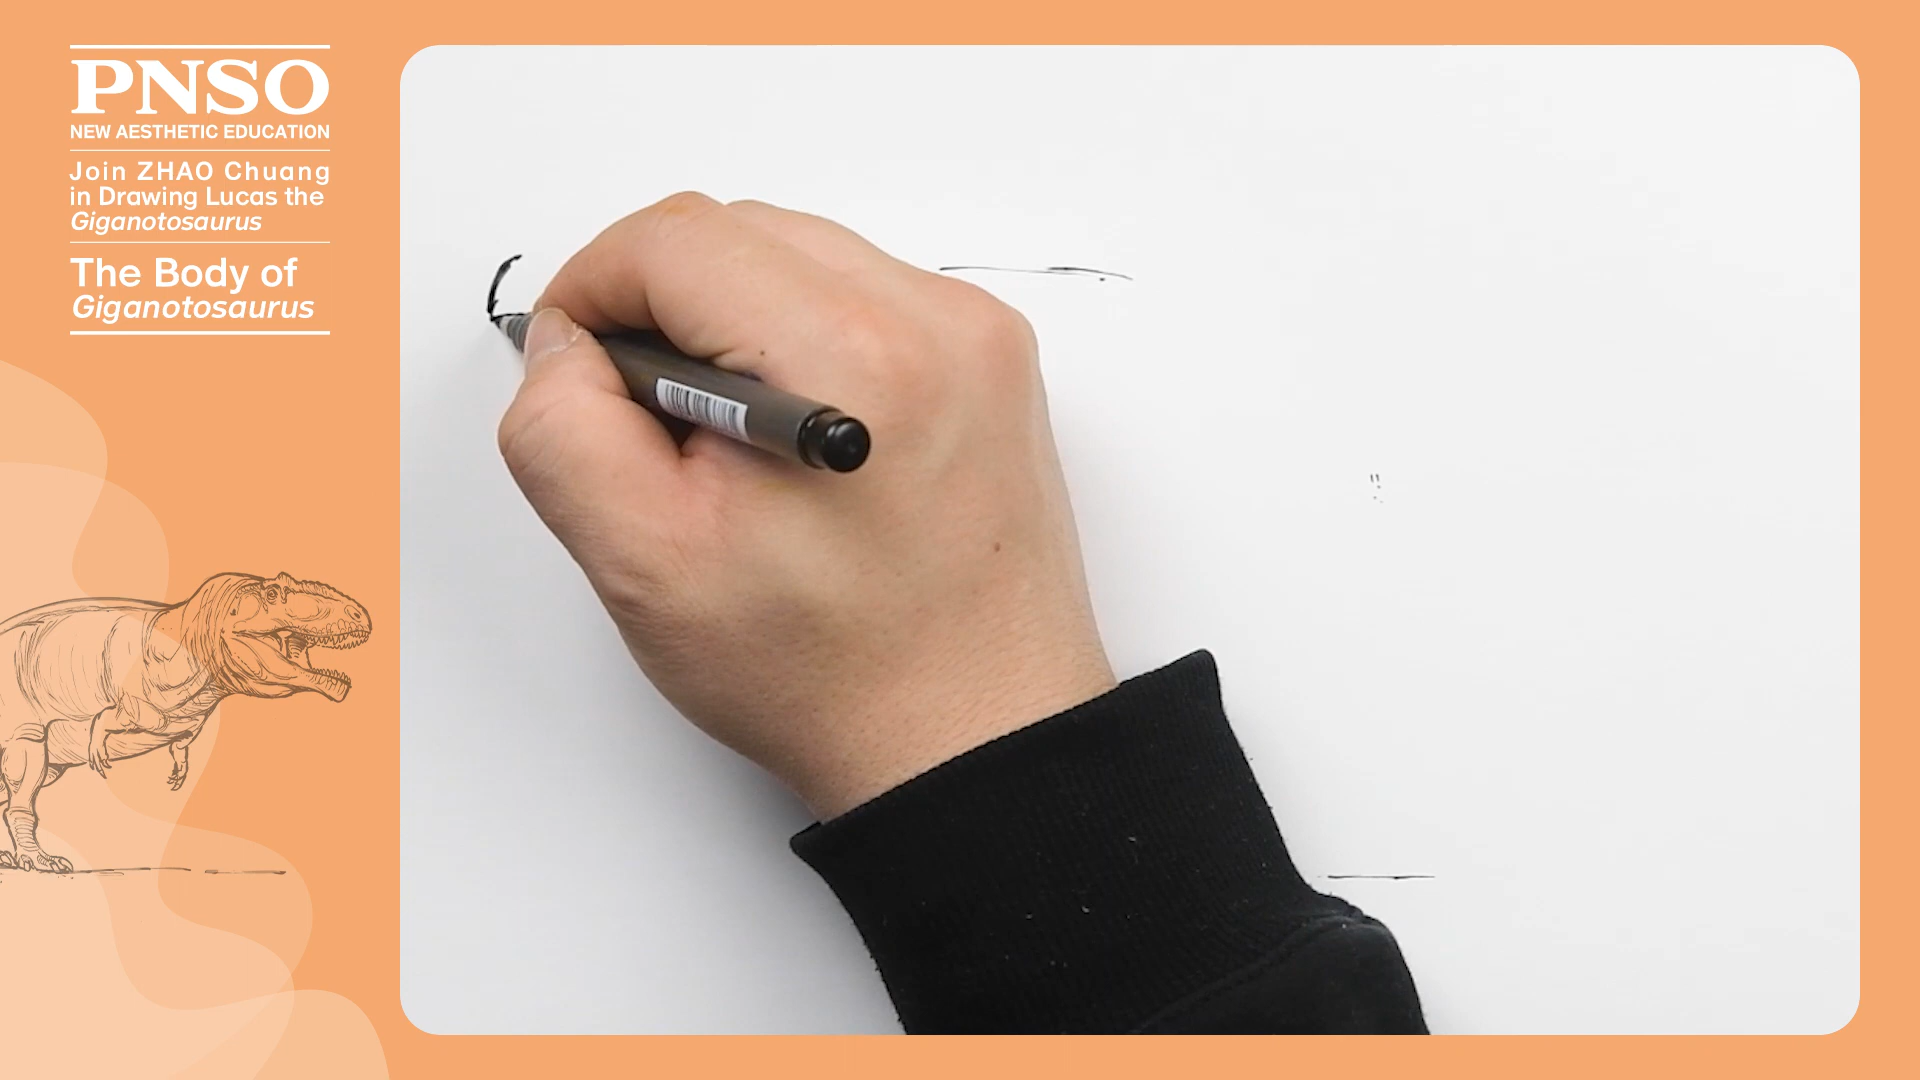 PNSO
NEW AESTHETIC EDUCATION
Join ZHAO Chuang
in Drawing Lucas the
Giganotosaurus
The Body of
Giganotosaurus